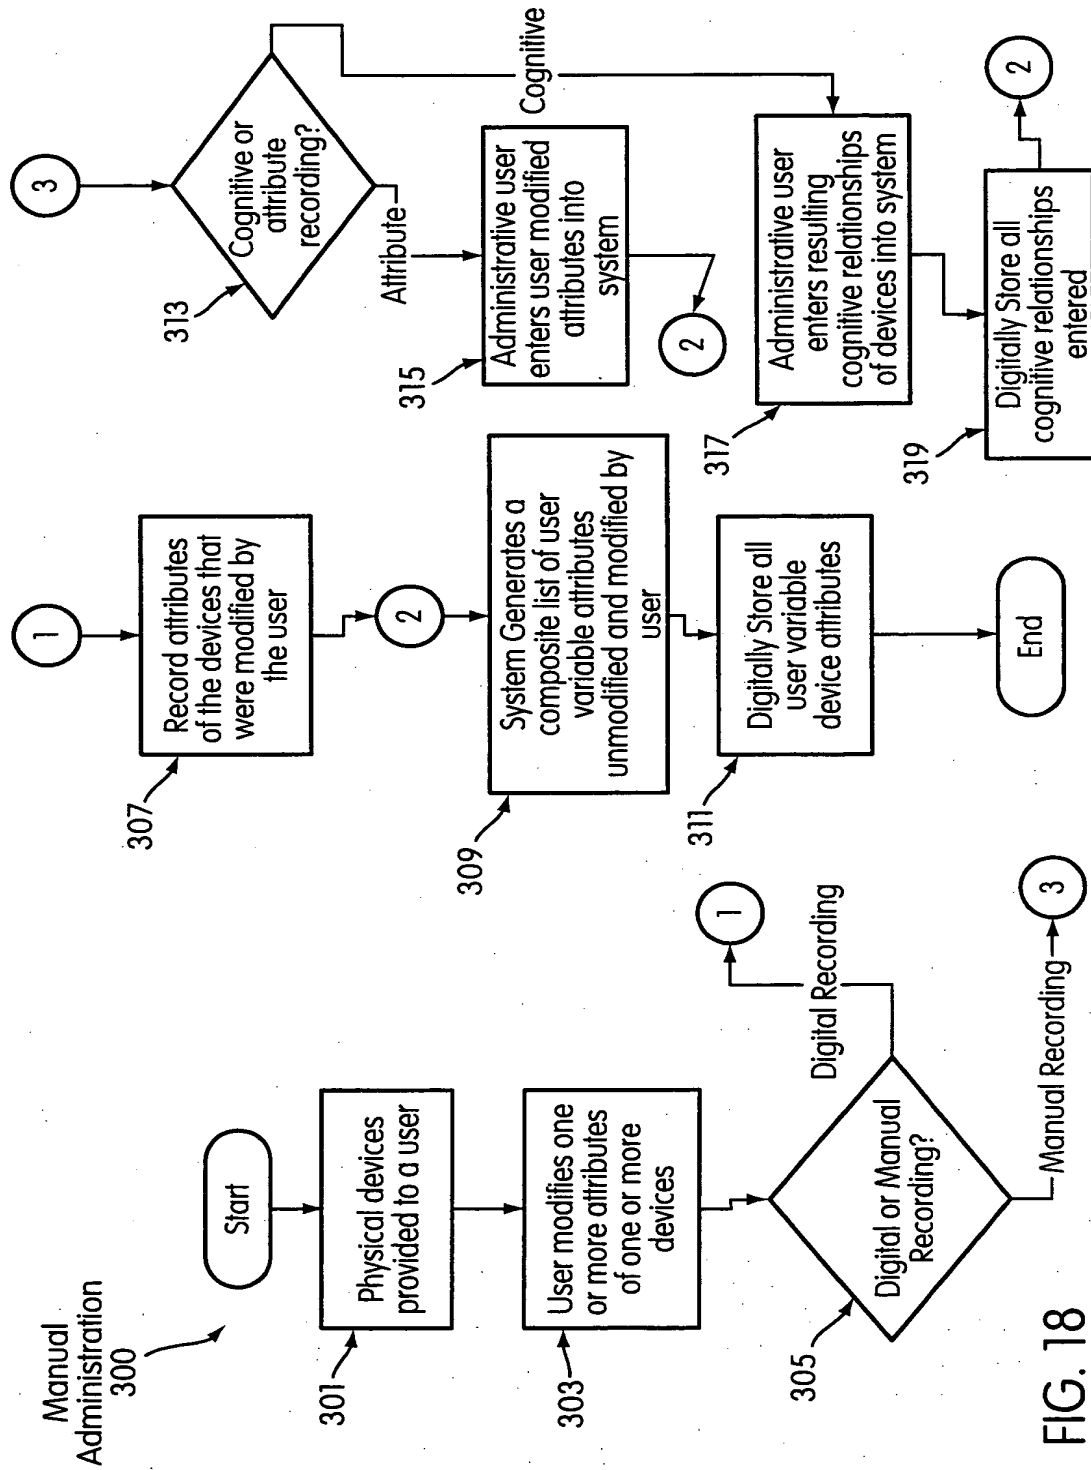 Manual
Administration
300
Start
301
Physical devices
provided to a user
303
User modifies one
or more attributes
of one or more
devices
305
Digital or Manual
Recording?
Digital Recording
1
Manual Recording
3
1
307
Record attributes
of the devices that
were modified by
the user
2
309
System Generates a
composite list of user
variable attributes
unmodified and modified by
user
311
Digitally Store all
user variable
device attributes
End
3
313
Cognitive or
attribute
recording?
Attribute
Cognitive
315
Administrative user
enters user modified
attributes into
system
2
317
Administrative user
enters resulting
cognitive relationships
of devices into system
319
Digitally Store all
cognitive relationships
entered
2
FIG. 18